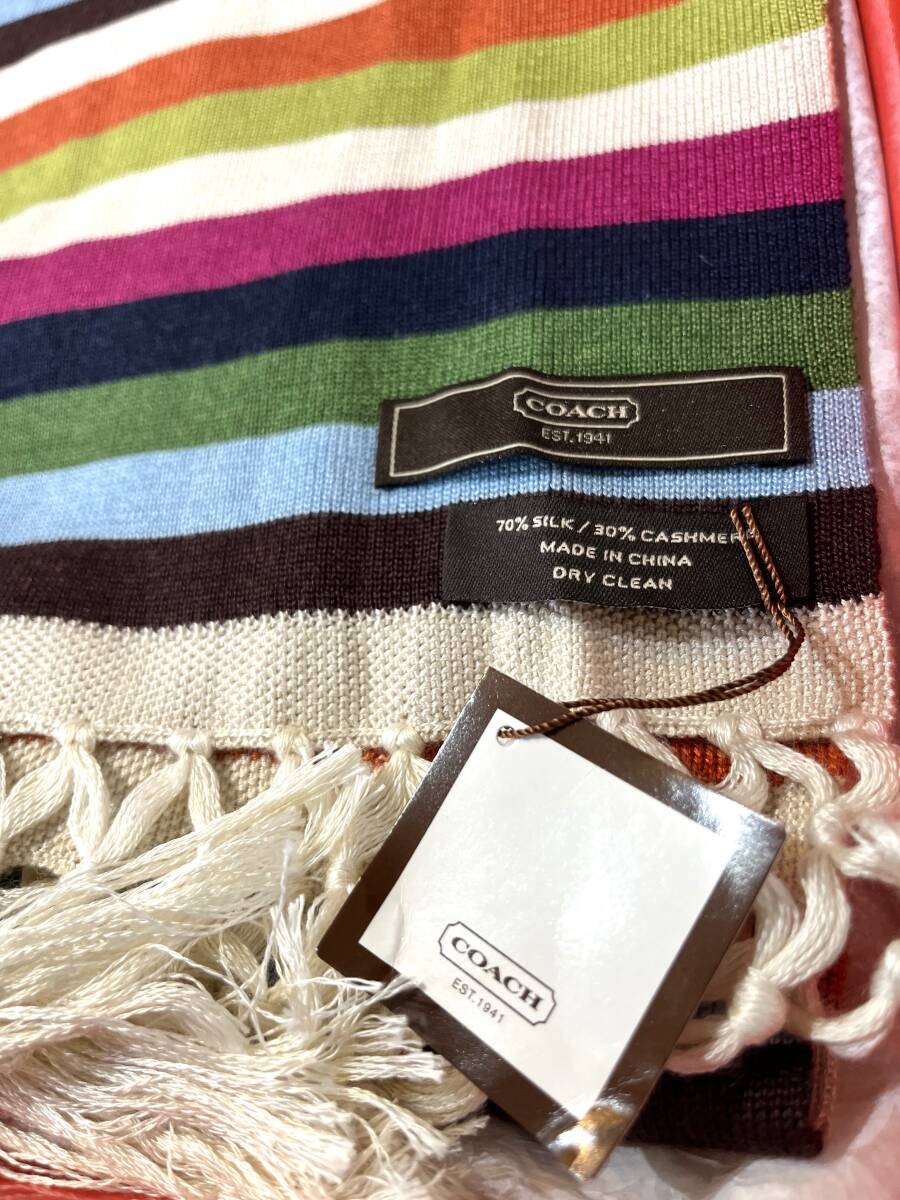 COACH
EST.1941
70% SILK / 30% CASHMERE
MADE IN CHINA
DRY CLEAN
COACH
EST.1941